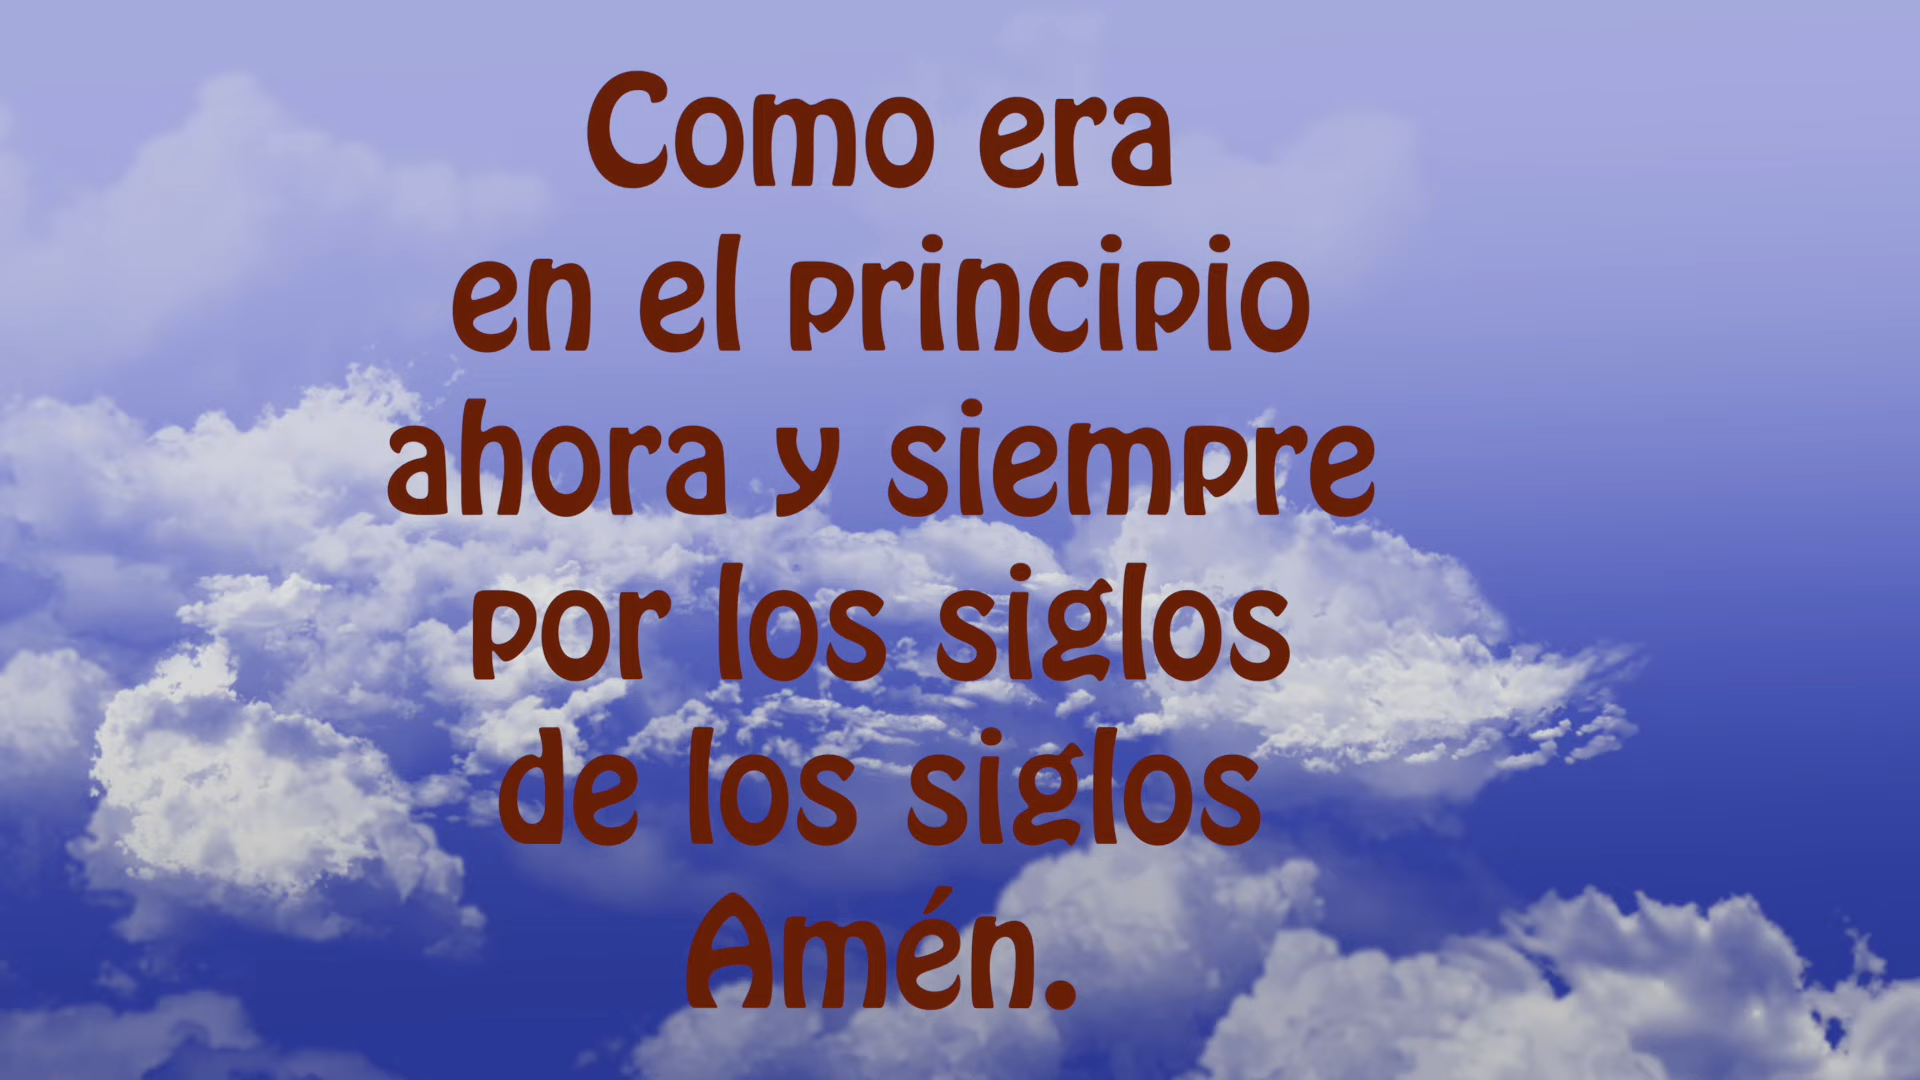 Como era
en el principio
ahora y siempre
por los siglos
de los siglos
Amén.